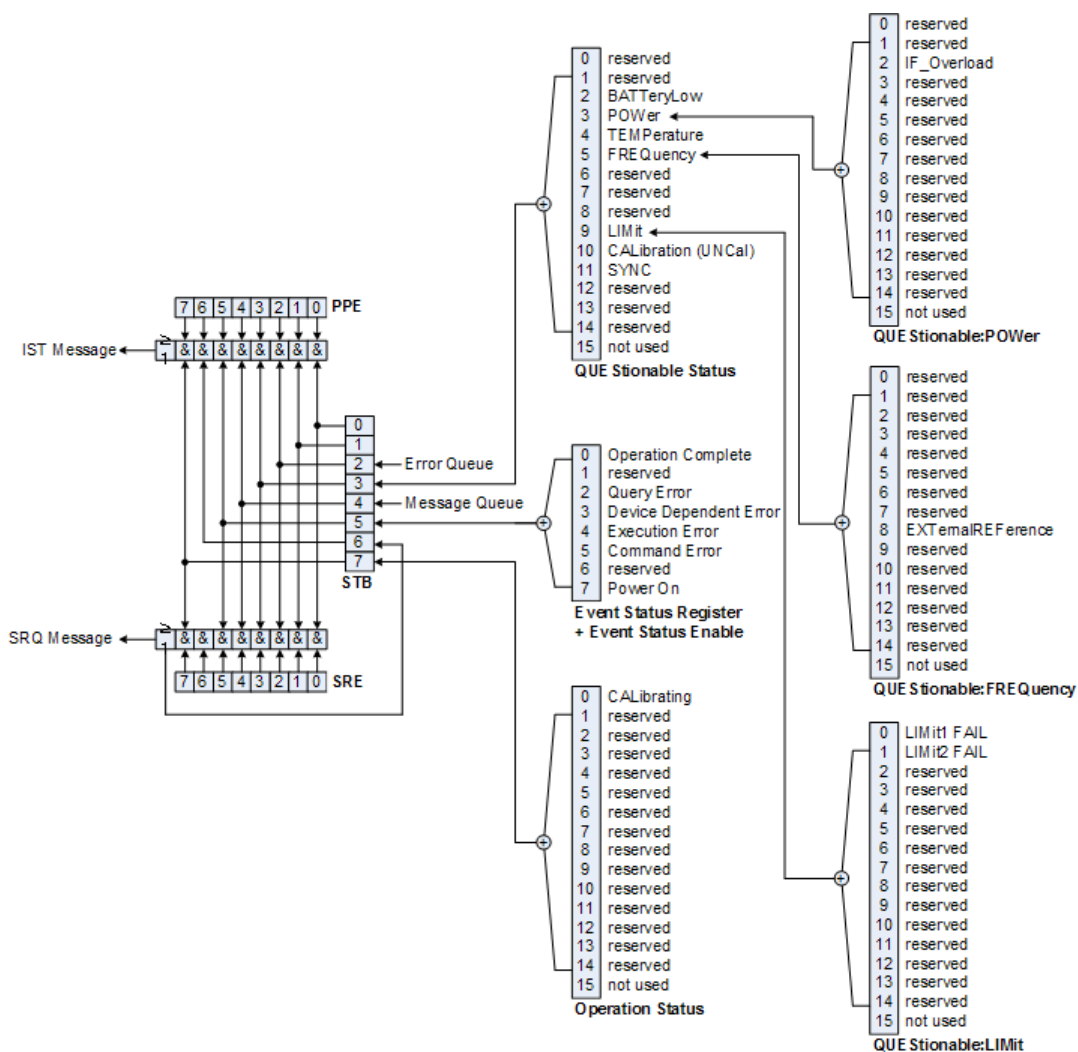 7 6 5 4 3 2 1 0 PPE
IST Message
≥1 & & & & & & & &
0
1
2 Error Queue
3
4 Message Queue
5
6
7
STB
SRQ Message
≥1 & & & & & & & &
7 6 5 4 3 2 1 0 SRE
0 reserved
1 reserved
2 BATTeryLow
3 POWer
4 TEMPerature
5 FREQuency
6 reserved
7 reserved
8 reserved
9 LIMit
10 CALibration (UNCal)
11 SYNC
12 reserved
13 reserved
14 reserved
15 not used
QUEStionable Status
+
0 Operation Complete
1 reserved
2 Query Error
3 Device Dependent Error
4 Execution Error
5 Command Error
6 reserved
7 Power On
Event Status Register
+ Event Status Enable
+
0 CALibrating
1 reserved
2 reserved
3 reserved
4 reserved
5 reserved
6 reserved
7 reserved
8 reserved
9 reserved
10 reserved
11 reserved
12 reserved
13 reserved
14 reserved
15 not used
Operation Status
+
0 reserved
1 reserved
2 IF_Overload
3 reserved
4 reserved
5 reserved
6 reserved
7 reserved
8 reserved
9 reserved
10 reserved
11 reserved
12 reserved
13 reserved
14 reserved
15 not used
QUEStionable:POWer
+
0 reserved
1 reserved
2 reserved
3 reserved
4 reserved
5 reserved
6 reserved
7 reserved
8 EXTernalREFerence
9 reserved
10 reserved
11 reserved
12 reserved
13 reserved
14 reserved
15 not used
QUEStionable:FREQuency
+
0 LIMit1 FAIL
1 LIMit2 FAIL
2 reserved
3 reserved
4 reserved
5 reserved
6 reserved
7 reserved
8 reserved
9 reserved
10 reserved
11 reserved
12 reserved
13 reserved
14 reserved
15 not used
QUEStionable:LIMit
+